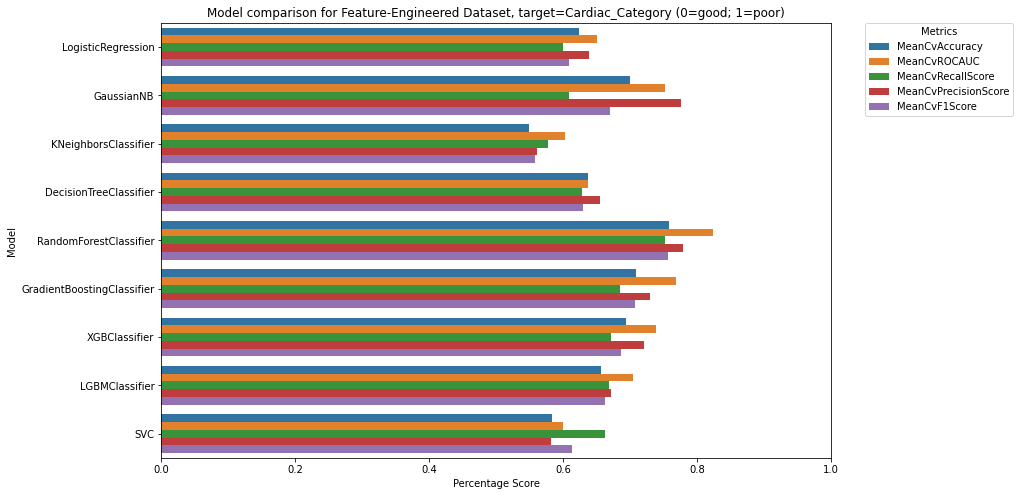 Model comparison for Feature-Engineered Dataset, target=Cardiac_Category (0=good; 1=poor)
Metrics
MeanCvAccuracy
MeanCvROCAUC
MeanCvRecallScore
MeanCvPrecisionScore
MeanCvF1Score
Model
LogisticRegression
GaussianNB
KNeighborsClassifier
DecisionTreeClassifier
RandomForestClassifier
GradientBoostingClassifier
XGBClassifier
LGBMClassifier
SVC
0.0 0.2 0.4 0.6 0.8 1.0
Percentage Score